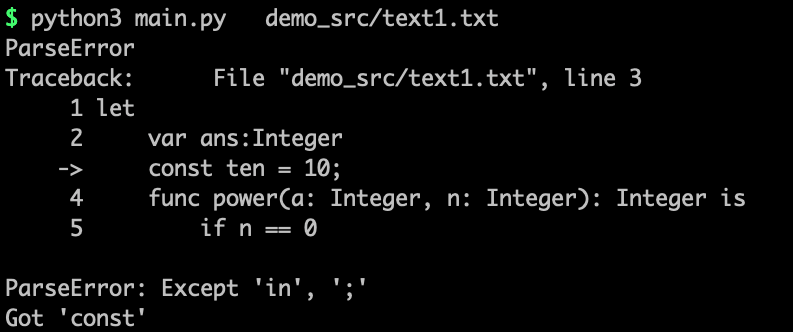 $ python3 main.py   demo_src/text1.txt
ParseError
Traceback:      File "demo_src/text1.txt", line 3
     1 let
     2     var ans:Integer
    ->     const ten = 10;
     4     func power(a: Integer, n: Integer): Integer is
     5         if n == 0

ParseError: Except 'in', ';'
Got 'const'